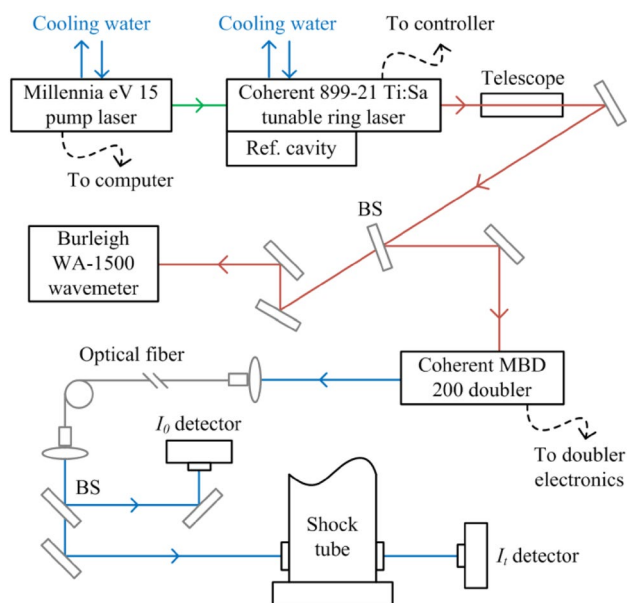 Cooling water
Cooling water
To controller
Millennia eV 15
pump laser
Coherent 899-21 Ti:Sa
tunable ring laser
Telescope
Ref. cavity
To computer
BS
Burleigh
WA-1500
wavemeter
Optical fiber
Coherent MBD
200 doubler
I0 detector
To doubler
electronics
BS
Shock
tube
It detector